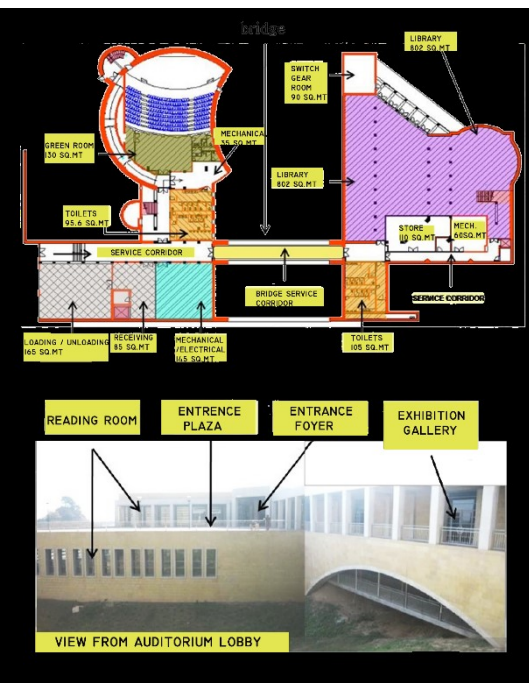 bridge
LIBRARY
802 SQ.MT
SWITCH
GEAR
ROOM
90 SQ.MT
MECHANICA
35 SQ.MT
GREEN ROOM
130 SQ.MT
LIBRARY
802 SQ.MT
TOILETS
95.6 SQ.MT
STORE
110 SQ.MT
MECH.
60SQ.MT
SERVICE CORRIDOR
BRIDGE SERVICE
CORRIDOR
SERVICE CORRIDOR
LOADING / UNLOADING
165 SQ.MT
RECEIVING
85 SQ.MT
MECHANICAL
/ELECTRICAL
145 SQ.MT
TOILETS
105 SQ.MT
READING ROOM
ENTRENCE
PLAZA
ENTRANCE
FOYER
EXHIBITION
GALLERY
VIEW FROM AUDITORIUM LOBBY